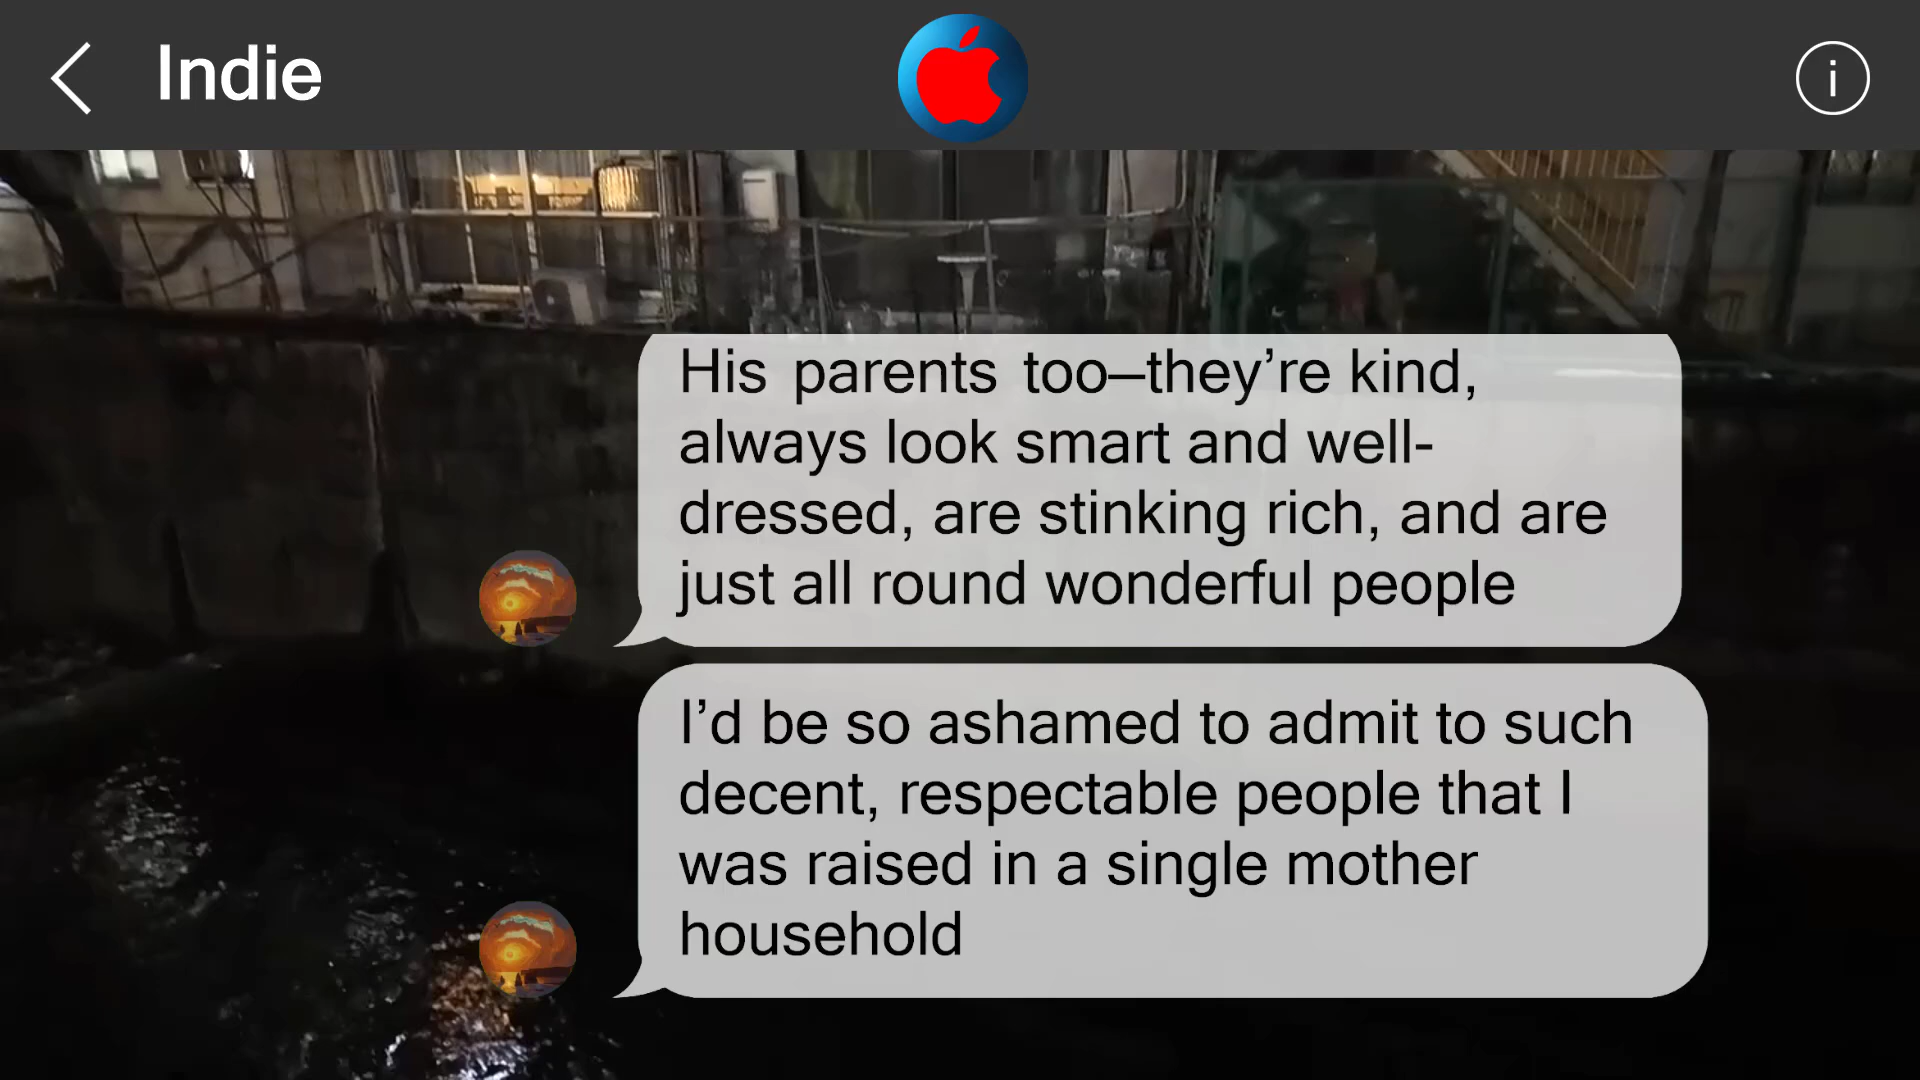 Indie
i
His parents too—they’re kind,
always look smart and well-
dressed, are stinking rich, and are
just all round wonderful people
I’d be so ashamed to admit to such
decent, respectable people that I
was raised in a single mother
household